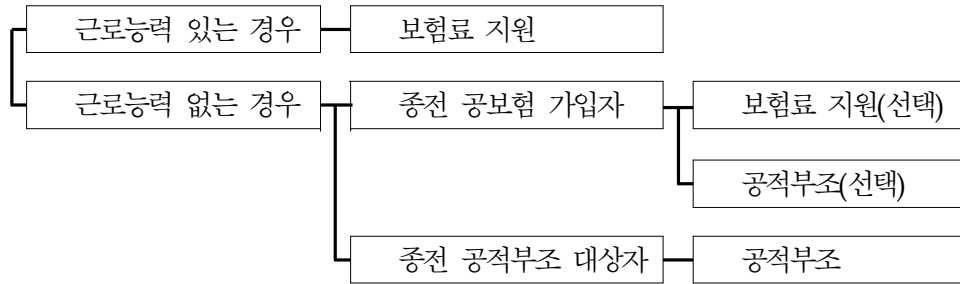 근로능력 있는 경우 보험료 지원
근로능력 없는 경우 종전 공보험 가입자 보험료 지원(선택)
공적부조(선택)
종전 공적부조 대상자 공적부조